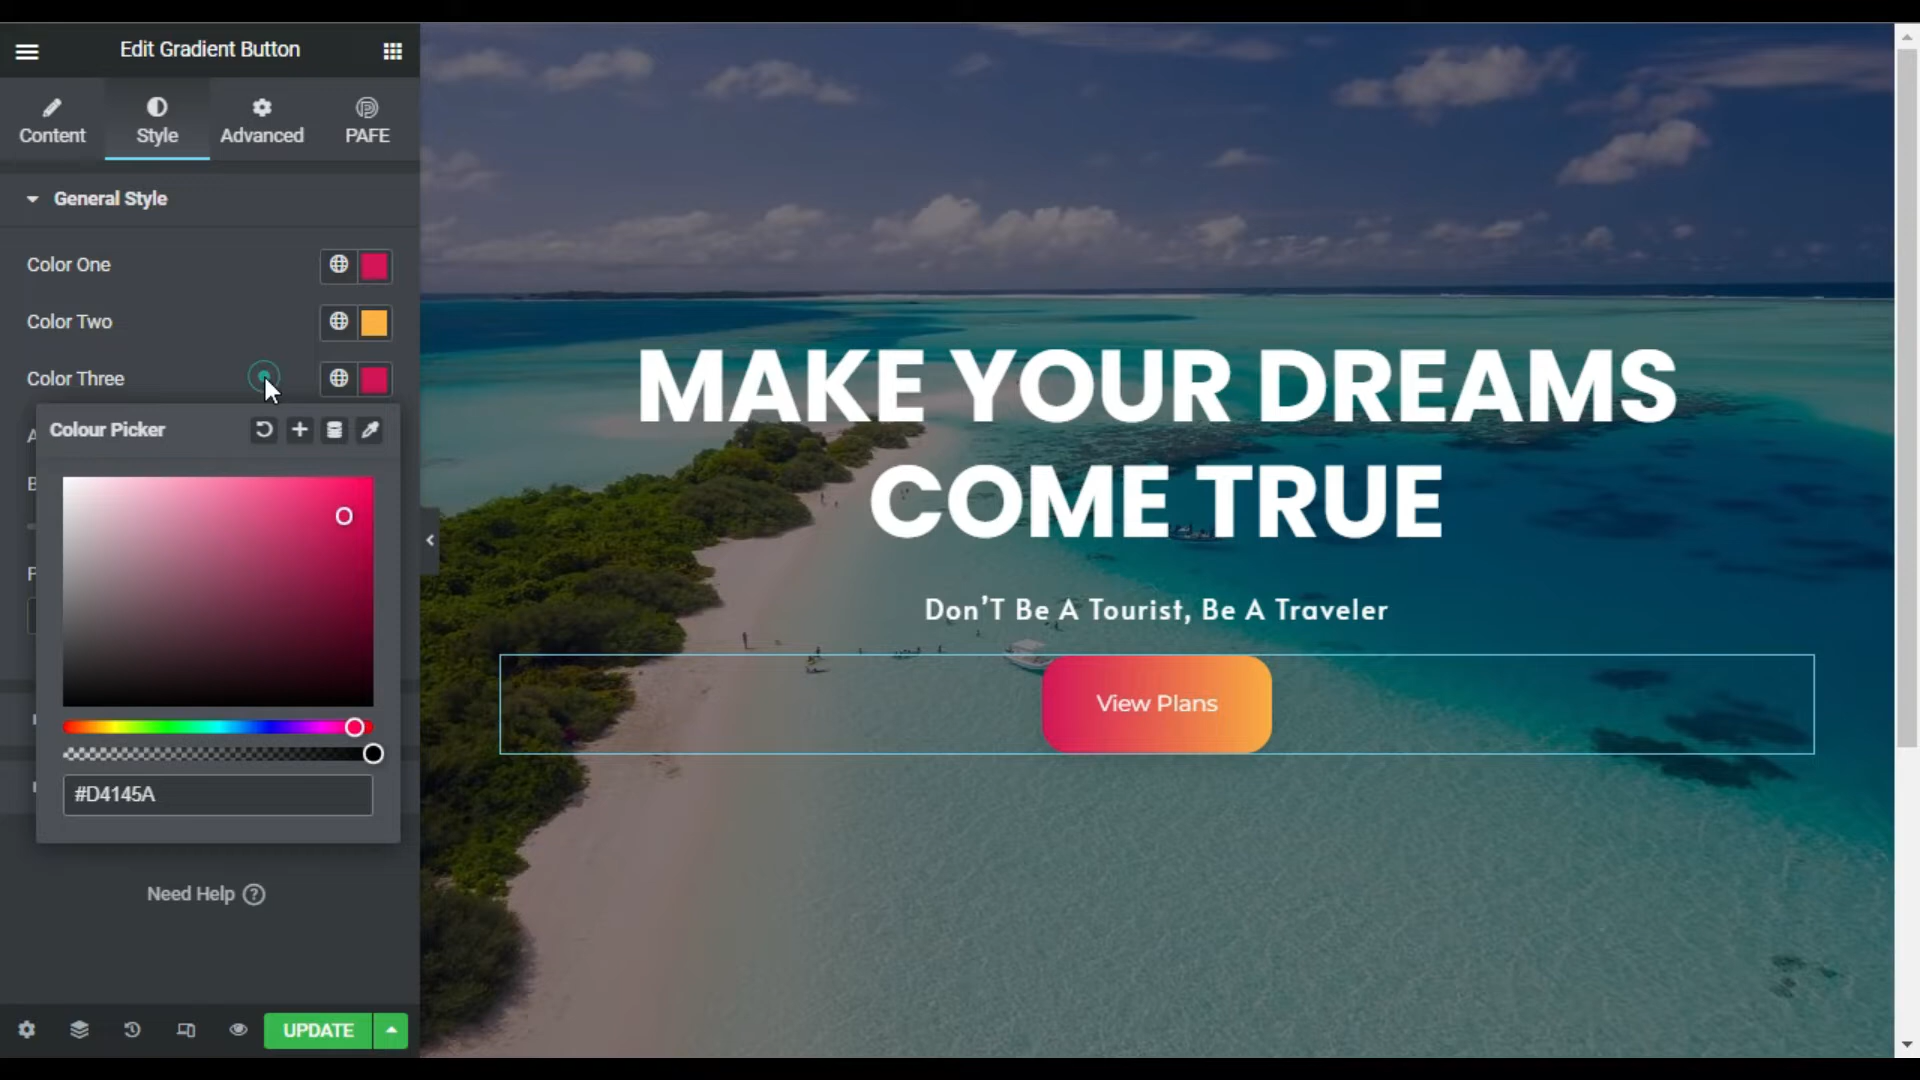 Edit Gradient Button
Content
Style
Advanced
PAFE
General Style
Color One
Color Two
Color Three
Colour Picker
#D4145A
Need Help ?
UPDATE
MAKE YOUR DREAMS
COME TRUE
Don'T Be A Tourist, Be A Traveler
View Plans